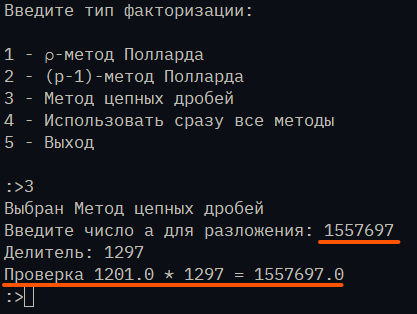 Введите тип факторизации:
1 - ρ-метод Полларда
2 - (p-1)-метод Полларда
3 - Метод цепных дробей
4 - Использовать сразу все методы
5 - Выход
:>3
Выбран Метод цепных дробей
Введите число a для разложения: 1557697
Делитель: 1297
Проверка 1201.0 * 1297 = 1557697.0
:>